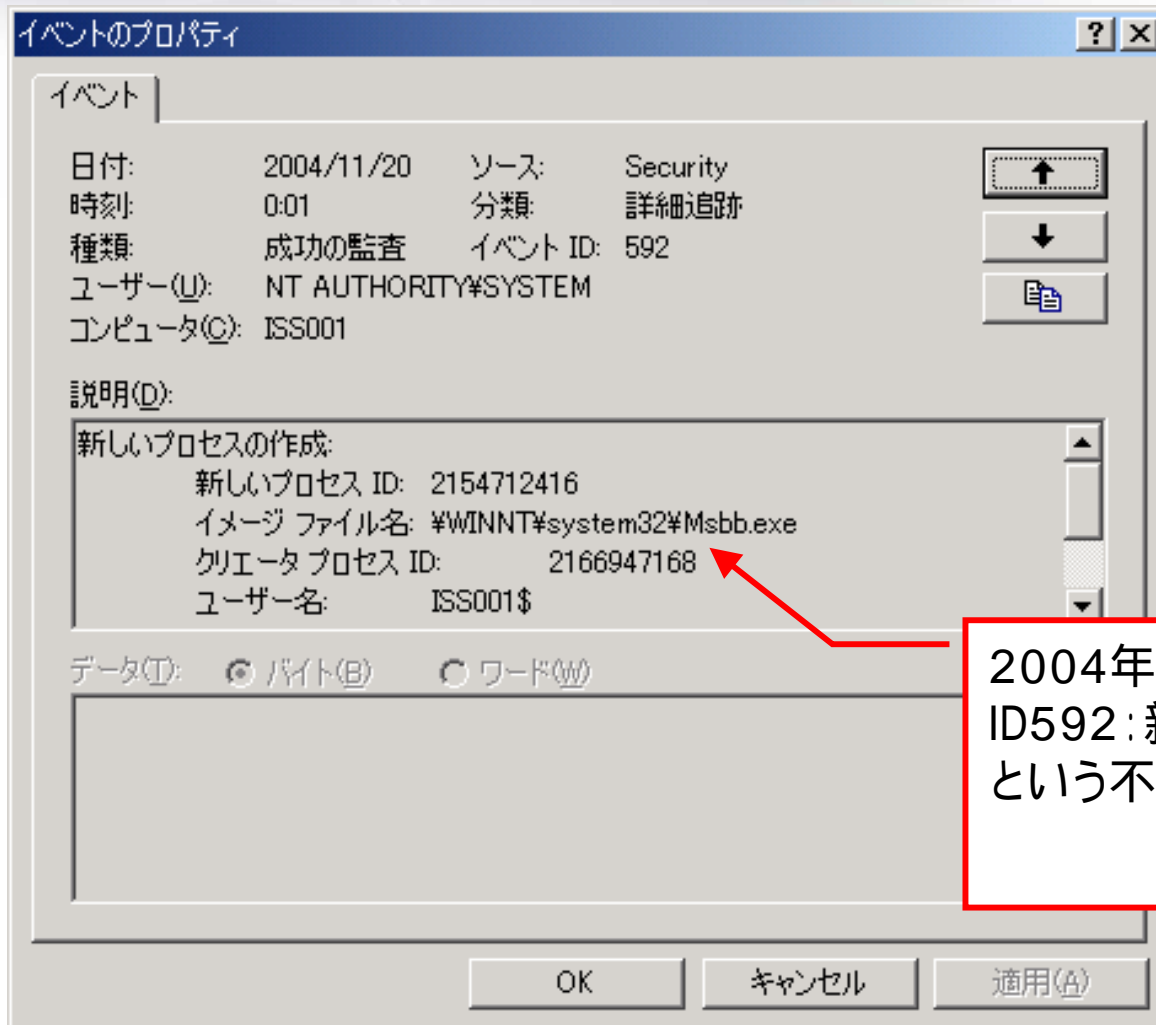 イベントのプロパティ
イベント
日付: 2004/11/20 ソース: Security
時刻: 0:01 分類: 詳細追跡
種類: 成功の監査 イベント ID: 592
ユーザー(U): NT AUTHORITY¥SYSTEM
コンピュータ(C): ISS001
説明(D):
新しいプロセスの作成:
新しいプロセス ID: 2154712416
イメージ ファイル名: ¥WINNT¥system32¥Msbb.exe
クリエータ プロセス ID: 2166947168
ユーザー名: ISS001$
データ(T): バイト(B) ワード(W)
2004年
ID592:新
という不
OK キャンセル 適用(A)